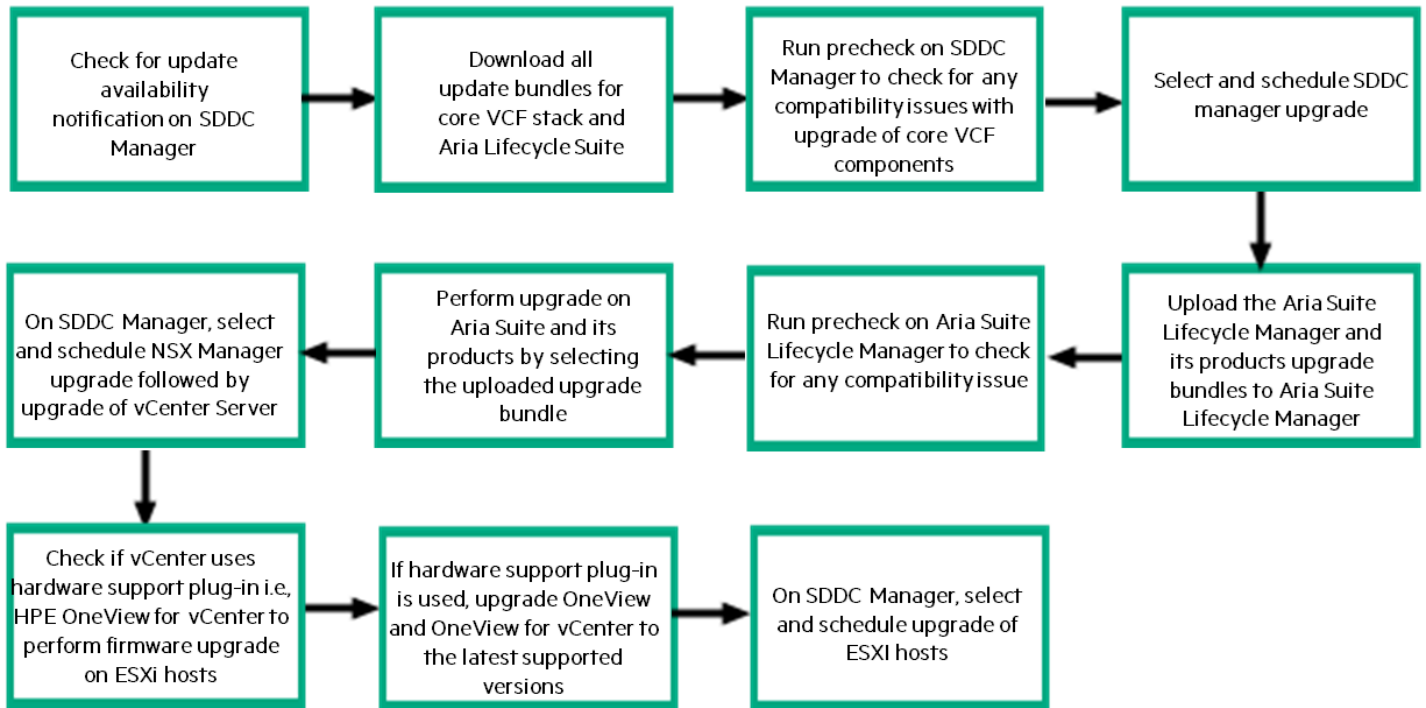 Check for update
availability
notification on SDDC
Manager
Download all
update bundles for
core VCF stack and
Aria Lifecycle Suite
Run precheck on SDDC
Manager to check for any
compatibility issues with
upgrade of core VCF
components
Select and schedule SDDC
manager upgrade
Upload the Aria Suite
Lifecycle Manager and
its products upgrade
bundles to Aria Suite
Lifecycle Manager
Run precheck on Aria Suite
Lifecycle Manager to check
for any compatibility issue
Perform upgrade on
Aria Suite and its
products by selecting
the uploaded upgrade
bundle
On SDDC Manager, select
and schedule NSX Manager
upgrade followed by
upgrade of vCenter Server
Check if vCenter uses
hardware support plug-in i.e.,
HPE OneView for vCenter to
perform firmware upgrade
on ESXi hosts
If hardware support plug-in
is used, upgrade OneView
and OneView for vCenter to
the latest supported
versions
On SDDC Manager, select
and schedule upgrade of
ESXI hosts